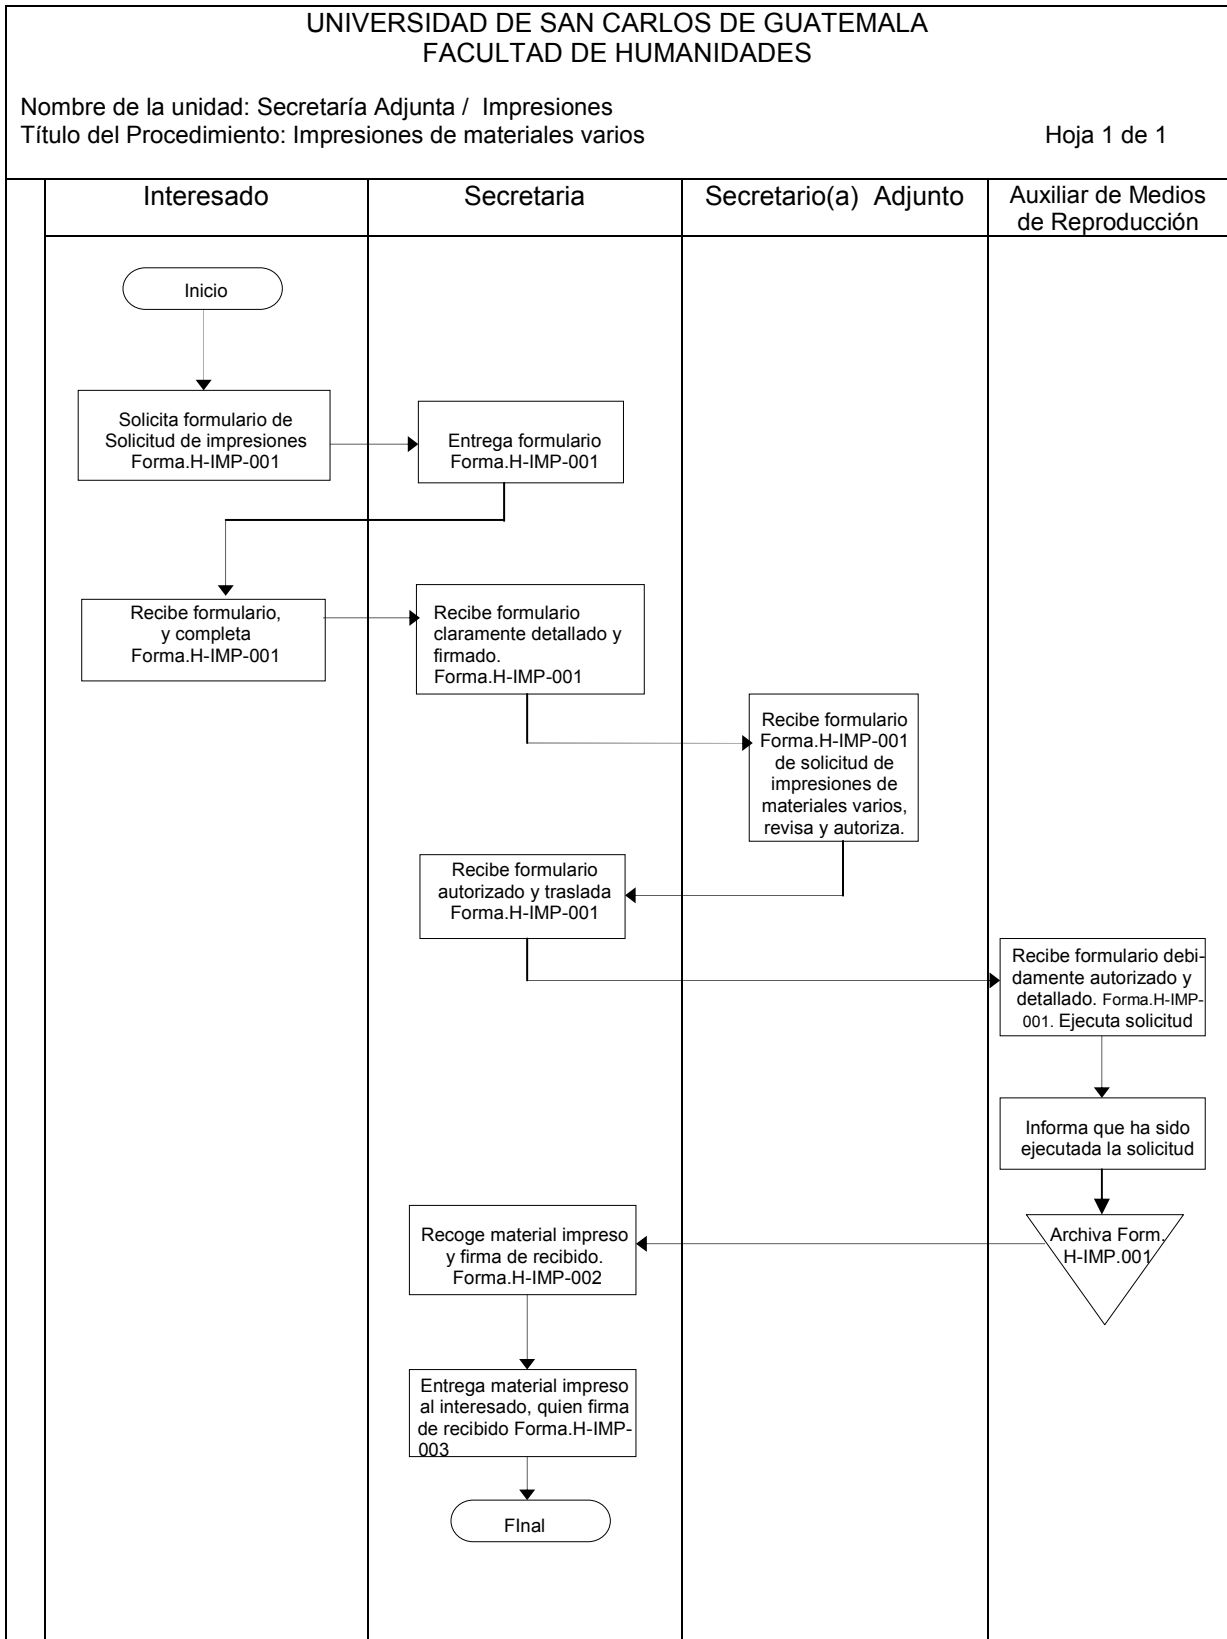 UNIVERSIDAD DE SAN CARLOS DE GUATEMALA
FACULTAD DE HUMANIDADES
Nombre de la unidad: Secretaría Adjunta / Impresiones
Título del Procedimiento: Impresiones de materiales varios
Hoja 1 de 1
Interesado
Secretaria
Secretario(a) Adjunto
Auxiliar de Medios
de Reproducción
Inicio
Solicita formulario de
Solicitud de impresiones
Forma.H-IMP-001
Entrega formulario
Forma.H-IMP-001
Recibe formulario,
y completa
Forma.H-IMP-001
Recibe formulario
claramente detallado y
firmado.
Forma.H-IMP-001
Recibe formulario
Forma.H-IMP-001
de solicitud de
impresiones de
materiales varios,
revisa y autoriza.
Recibe formulario
autorizado y traslada
Forma.H-IMP-001
Recibe formulario debi-
damente autorizado y
detallado. Forma.H-IMP-
001. Ejecuta solicitud
Informa que ha sido
ejecutada la solicitud
Archiva Form.
H-IMP.001
Recoge material impreso
y firma de recibido.
Forma.H-IMP-002
Entrega material impreso
al interesado, quien firma
de recibido Forma.H-IMP-
003
FInal